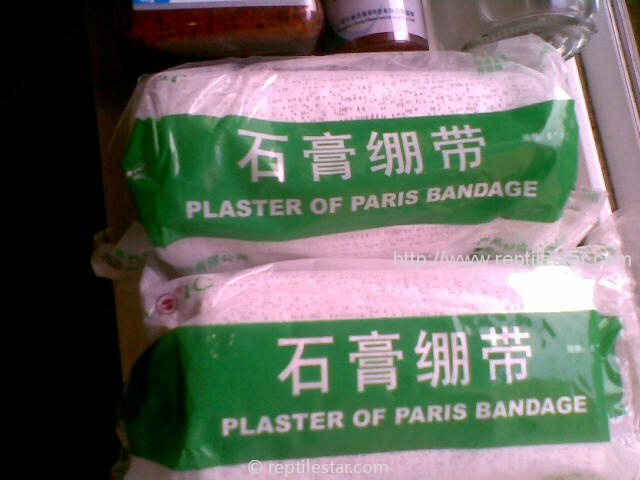 石膏绷带
PLASTER OF PARIS BANDAGE
http://www.reptilestar.com
石膏绷带
PLASTER OF PARIS BANDAGE
© reptilestar.com